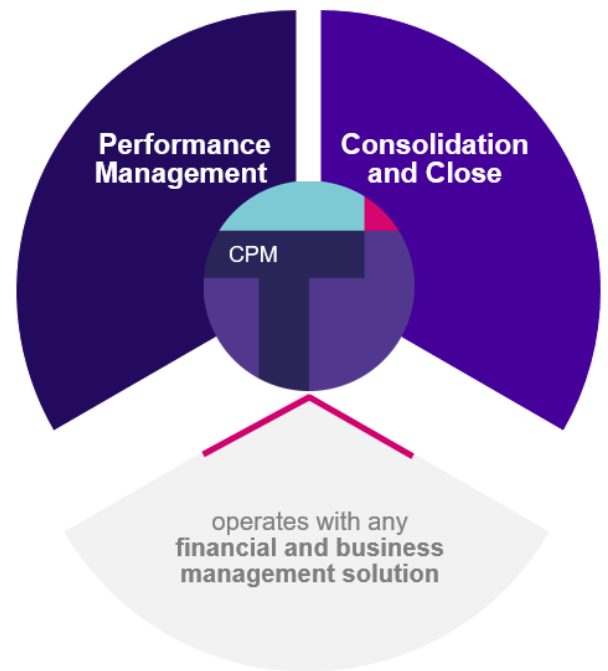 Performance
Management
Consolidation
and Close
CPM
operates with any
financial and business
management solution